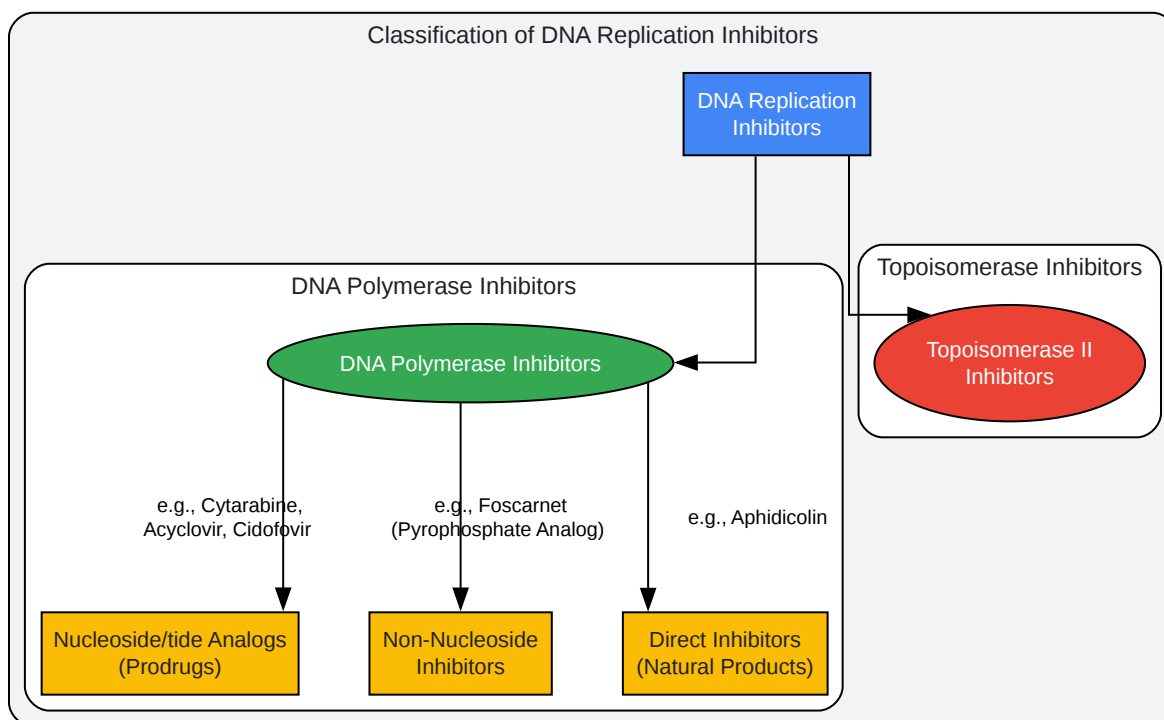 Classification of DNA Replication Inhibitors
DNA Replication
Inhibitors
Topoisomerase Inhibitors
Topoisomerase II
Inhibitors
DNA Polymerase Inhibitors
DNA Polymerase Inhibitors
e.g., Cytarabine,
Acyclovir, Cidofovir
e.g., Foscarnet
(Pyrophosphate Analog)
e.g., Aphidicolin
Nucleoside/tide Analogs
(Prodrugs)
Non-Nucleoside
Inhibitors
Direct Inhibitors
(Natural Products)